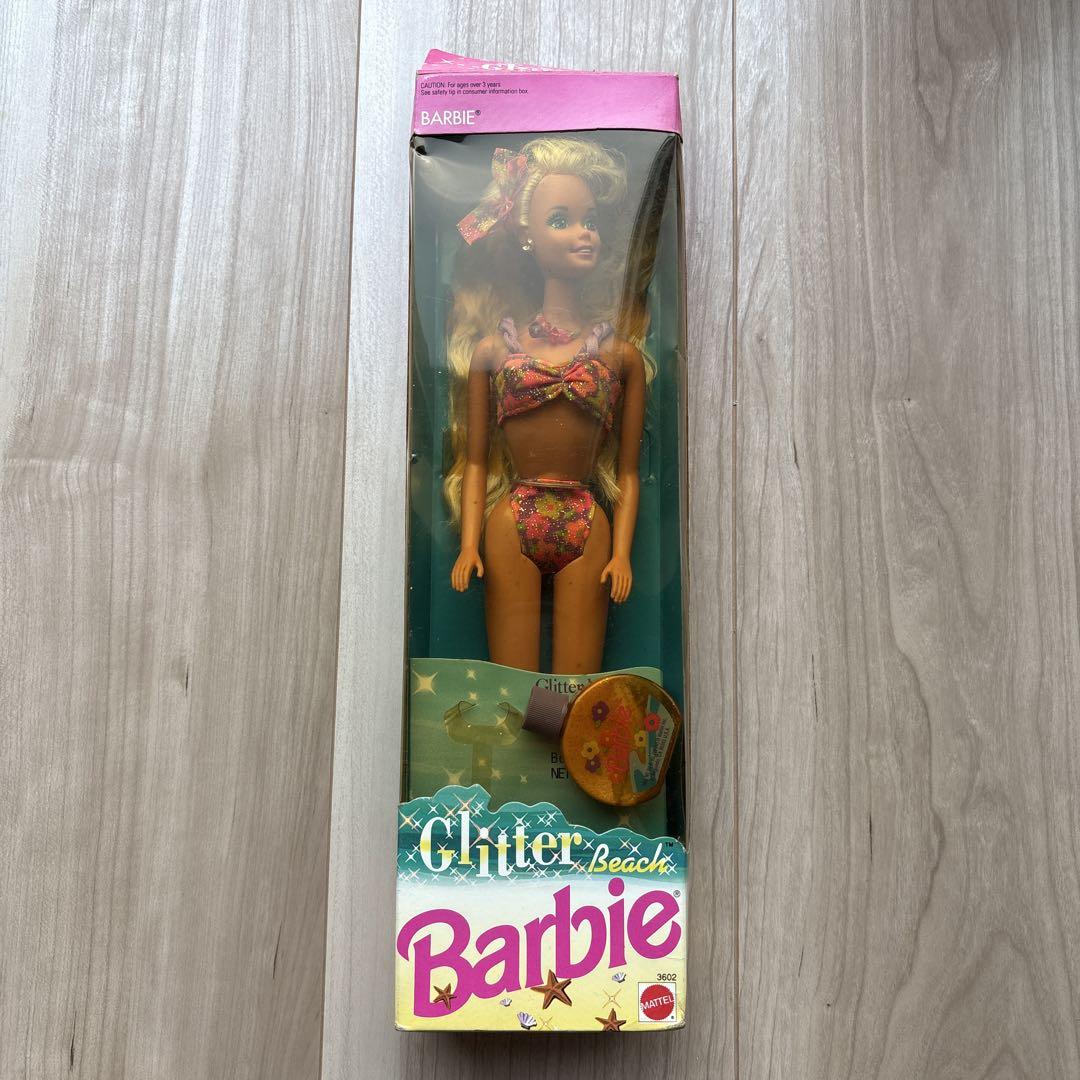 CAUTION: For ages over 3 years
See safety tip in consumer information box.
BARBIE®
Glitter
Barbie
Glitter Beach™
Barbie®
3602
MATTEL®